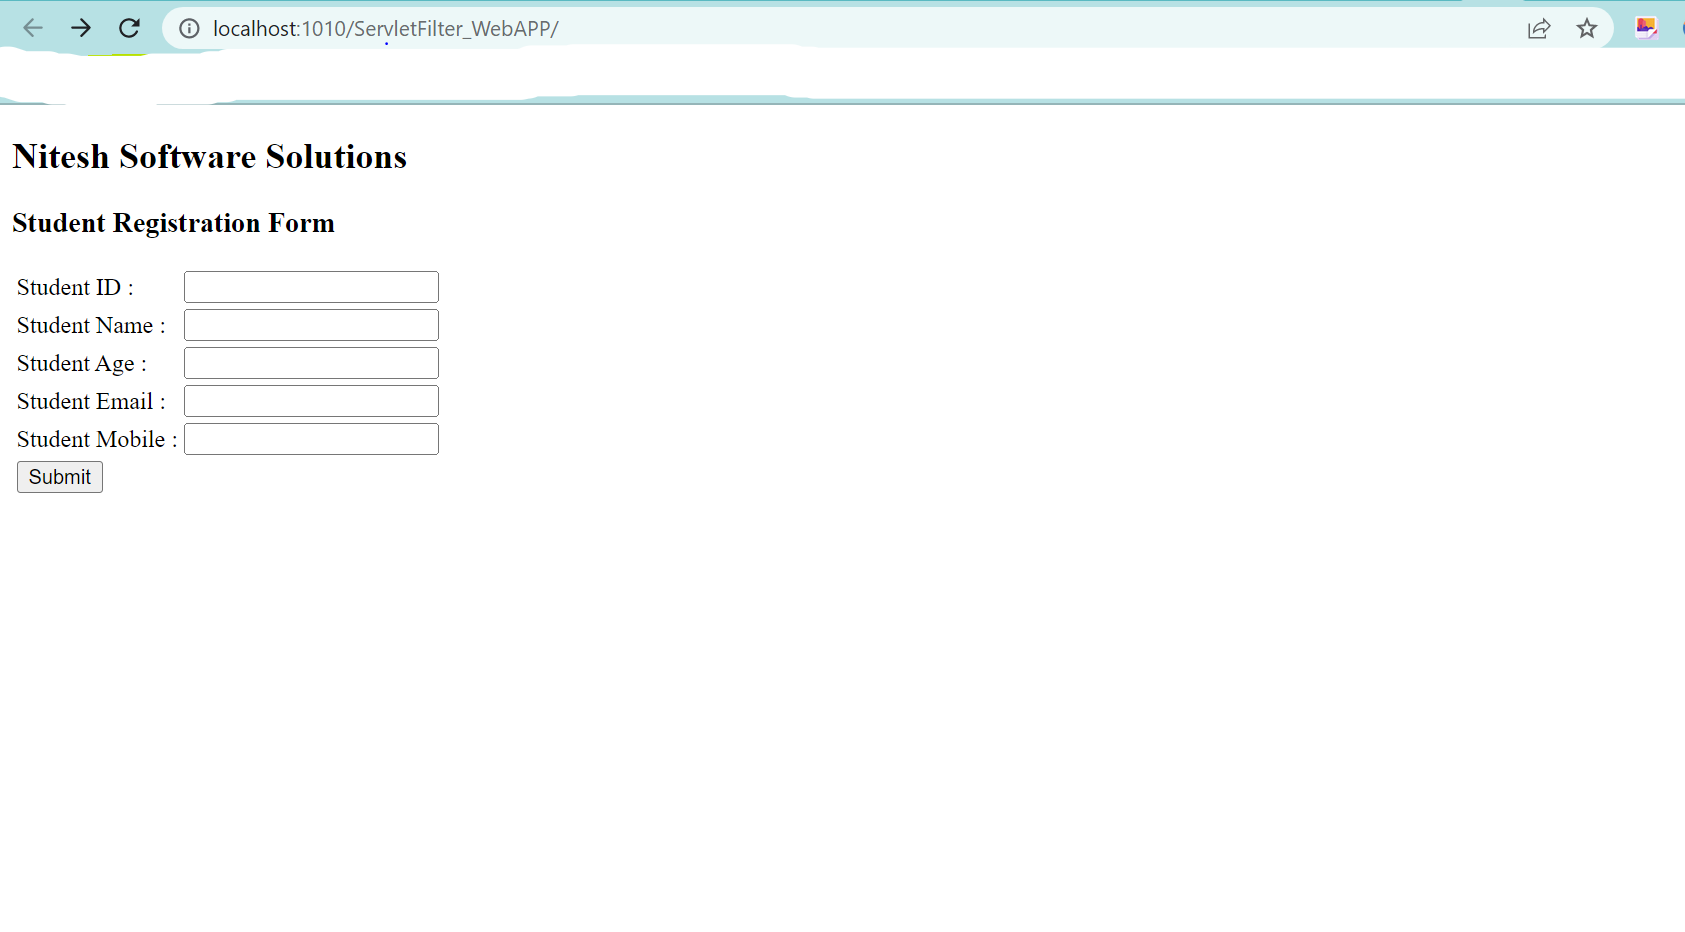 localhost:1010/ServletFilter_WebAPP/
Nitesh Software Solutions
Student Registration Form
Student ID :
Student Name :
Student Age :
Student Email :
Student Mobile :
Submit